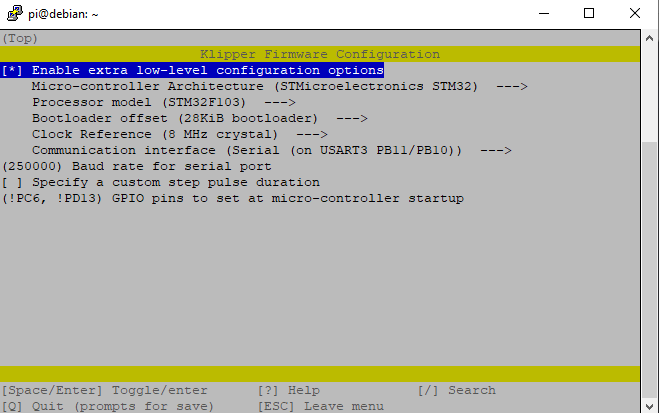 pi@debian: ~
(Top)
Klipper Firmware Configuration
[*] Enable extra low-level configuration options
Micro-controller Architecture (STMicroelectronics STM32)  --->
Processor model (STM32F103)  --->
Bootloader offset (28KiB bootloader)  --->
Clock Reference (8 MHz crystal)  --->
Communication interface (Serial (on USART3 PB11/PB10))  --->
(250000) Baud rate for serial port
[ ] Specify a custom step pulse duration
(!PC6, !PD13) GPIO pins to set at micro-controller startup
[Space/Enter] Toggle/enter [?] Help [/] Search
[Q] Quit (prompts for save) [ESC] Leave menu